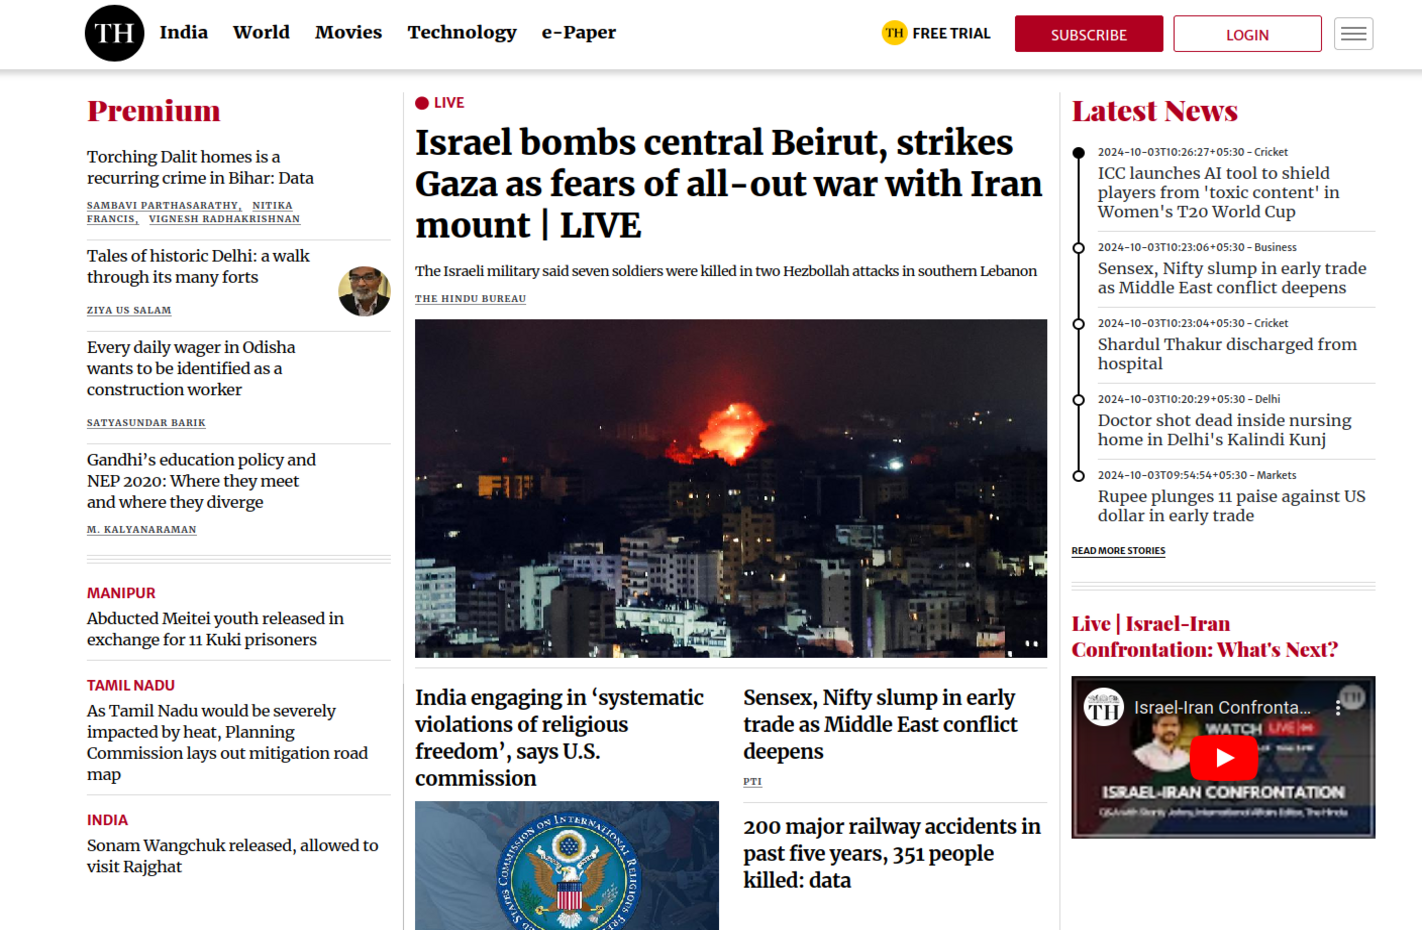 TH India World Movies Technology e-Paper TH FREE TRIAL SUBSCRIBE LOGIN
Premium
Torching Dalit homes is a
recurring crime in Bihar: Data
SAMBAVI PARTHASARATHY, NITIKA
FRANCIS, VIGNESH RADHAKRISHNAN
Tales of historic Delhi: a walk
through its many forts
ZIYA US SALAM
Every daily wager in Odisha
wants to be identified as a
construction worker
SATYASUNDAR BARIK
Gandhi’s education policy and
NEP 2020: Where they meet
and where they diverge
M. KALYANARAMAN
MANIPUR
Abducted Meitei youth released in
exchange for 11 Kuki prisoners
TAMIL NADU
As Tamil Nadu would be severely
impacted by heat, Planning
Commission lays out mitigation road
map
INDIA
Sonam Wangchuk released, allowed to
visit Rajghat
LIVE
Israel bombs central Beirut, strikes
Gaza as fears of all-out war with Iran
mount | LIVE
The Israeli military said seven soldiers were killed in two Hezbollah attacks in southern Lebanon
THE HINDU BUREAU
India engaging in ‘systematic
violations of religious
freedom’, says U.S.
commission
COMMISSION ON INTERNATIONAL RELIGIOUS
Sensex, Nifty slump in early
trade as Middle East conflict
deepens
PTI
200 major railway accidents in
past five years, 351 people
killed: data
Latest News
2024-10-03T10:26:27+05:30 - Cricket
ICC launches AI tool to shield
players from 'toxic content' in
Women's T20 World Cup
2024-10-03T10:23:06+05:30 - Business
Sensex, Nifty slump in early trade
as Middle East conflict deepens
2024-10-03T10:23:04+05:30 - Cricket
Shardul Thakur discharged from
hospital
2024-10-03T10:20:29+05:30 - Delhi
Doctor shot dead inside nursing
home in Delhi's Kalindi Kunj
2024-10-03T09:54:54+05:30 - Markets
Rupee plunges 11 paise against US
dollar in early trade
READ MORE STORIES
Live | Israel-Iran
Confrontation: What's Next?
TH Israel-Iran Confronta... TH
WATCH LIVE
ISRAEL-IRAN CONFRONTATION